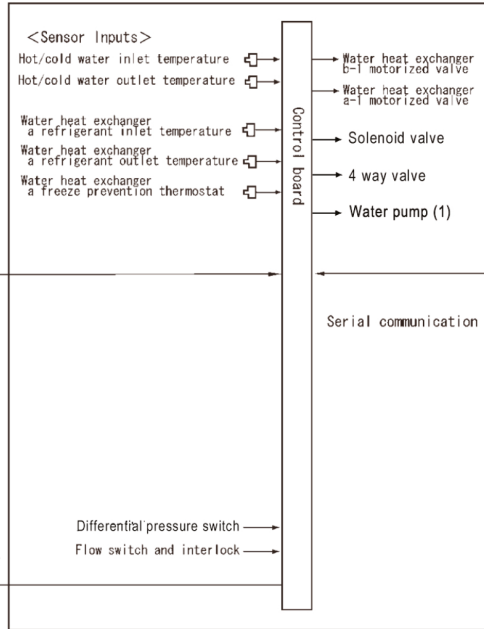 <Sensor Inputs>
Hot/cold water inlet temperature
Hot/cold water outlet temperature
Water heat exchanger
a refrigerant inlet temperature
Water heat exchanger
a refrigerant outlet temperature
Water heat exchanger
a freeze prevention thermostat
Control board
Water heat exchanger
b-1 motorized valve
Water heat exchanger
a-1 motorized valve
Solenoid valve
4 way valve
Water pump (1)
Serial communication
Differential pressure switch
Flow switch and interlock